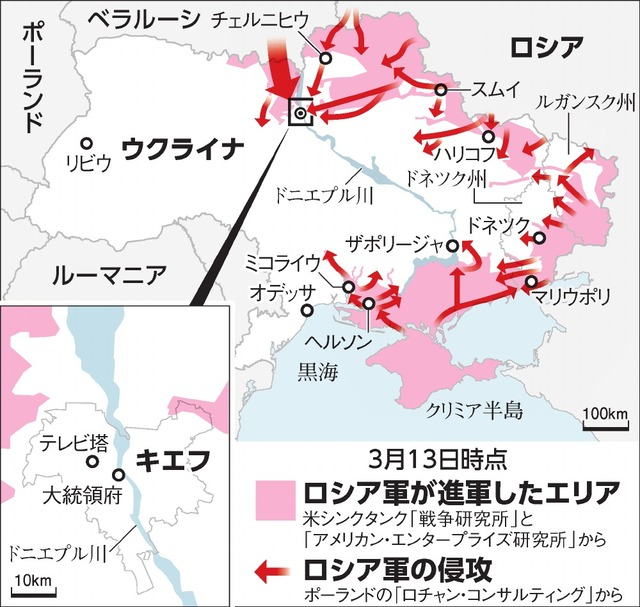 ベラルーシ
チェルニヒウ
ロシア
ポーランド
スムイ
ルガンスク州
ウクライナ
リビウ
ハリコフ
ドネツク州
ドニエプル川
ドネツク
ザポリージャ
ルーマニア
ミコライウ
オデッサ
マリウポリ
ヘルソン
黒海
クリミア半島
100km
テレビ塔
キエフ
大統領府
ドニエプル川
10km
3月13日時点
ロシア軍が進軍したエリア
米シンクタンク「戦争研究所」と
「アメリカン・エンタープライズ研究所」から
ロシア軍の侵攻
ポーランドの「ロチャン・コンサルティング」から